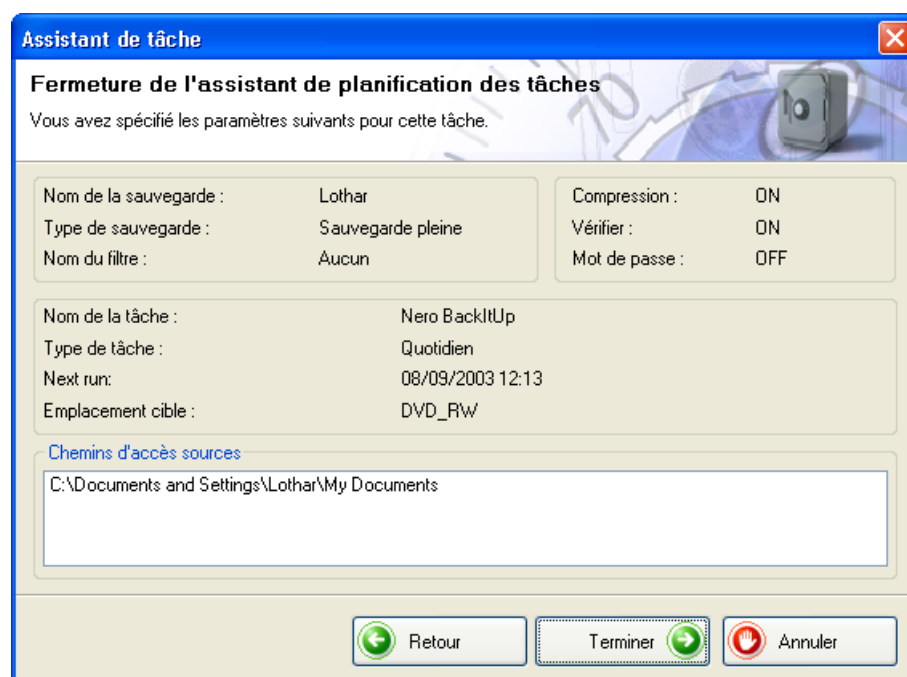 Assistant de tâche
Fermeture de l'assistant de planification des tâches
Vous avez spécifié les paramètres suivants pour cette tâche.
10
Nom de la sauvegarde : Lothar
Type de sauvegarde : Sauvegarde pleine
Nom du filtre : Aucun
Compression : ON
Vérifier : ON
Mot de passe : OFF
Nom de la tâche : Nero BackItUp
Type de tâche : Quotidien
Next run: 08/09/2003 12:13
Emplacement cible : DVD_RW
Chemins d'accès sources
C:\Documents and Settings\Lothar\My Documents
Retour
Terminer
Annuler